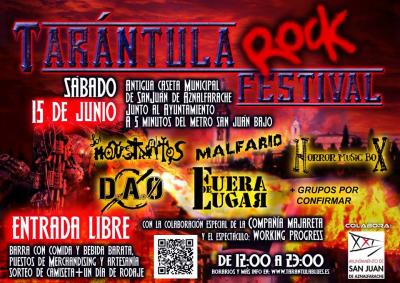 TARÁNTULA ROCK
FESTIVAL
SÁBADO
15 DE JUNIO
ANTIGUA CASETA MUNICIPAL
DE SAN JUAN DE AZNALFARACHE
JUNTO AL AYUNTAMIENTO
A 5 MINUTOS DEL METRO SAN JUAN BAJO
LOS MOUSTRUITOS
MALFARIO
HORROR MUSIC BOX
DAO
FUERA DE LUGAR
+ GRUPOS POR
CONFIRMAR
ENTRADA LIBRE
BARRA CON COMIDA Y BEBIDA BARATA,
PUESTOS DE MERCHANDISING Y ARTESANÍA
SORTEO DE CAMISETA + UN DÍA DE RODAJE
CON LA COLABORACIÓN ESPECIAL DE LA COMPAÑÍA MAJARETA
Y EL ESPECTÁCULO: WORKING PROGRESS
DE 12:00 A 23:00
HORARIOS Y MÁS INFO EN: WWW.TARANTULABLUES.ES
COLABORA
AYUNTAMIENTO DE
SAN JUAN
DE AZNALFARACHE